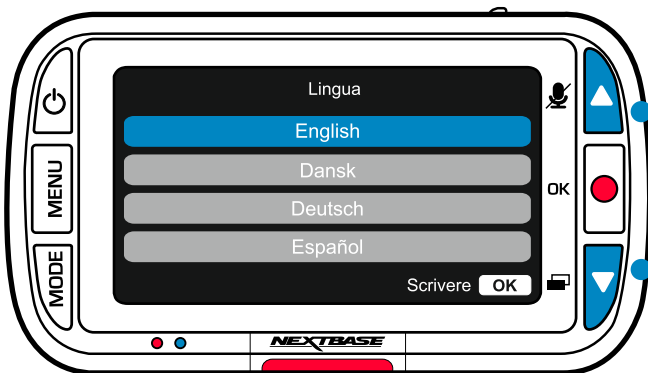 Lingua
English
Dansk
Deutsch
Español
Scrivere OK
MENU
MODE
OK
NEXTBASE